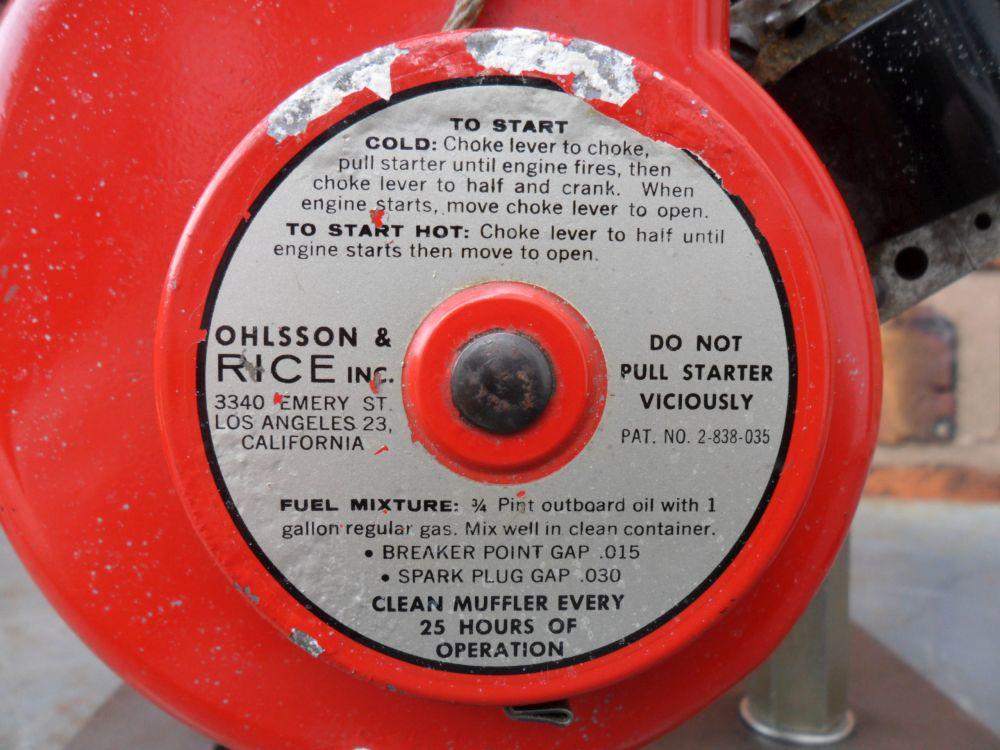 TO START
COLD: Choke lever to choke,
pull starter until engine fires, then
choke lever to half and crank. When
engine starts, move choke lever to open.
TO START HOT: Choke lever to half until
engine starts then move to open.
OHLSSON &
RICE INC.
3340 EMERY ST.
LOS ANGELES 23,
CALIFORNIA
DO NOT
PULL STARTER
VICIOUSLY
PAT. NO. 2-838-035
FUEL MIXTURE: ¾ Pint outboard oil with 1
gallon regular gas. Mix well in clean container.
• BREAKER POINT GAP .015
• SPARK PLUG GAP .030
CLEAN MUFFLER EVERY
25 HOURS OF
OPERATION